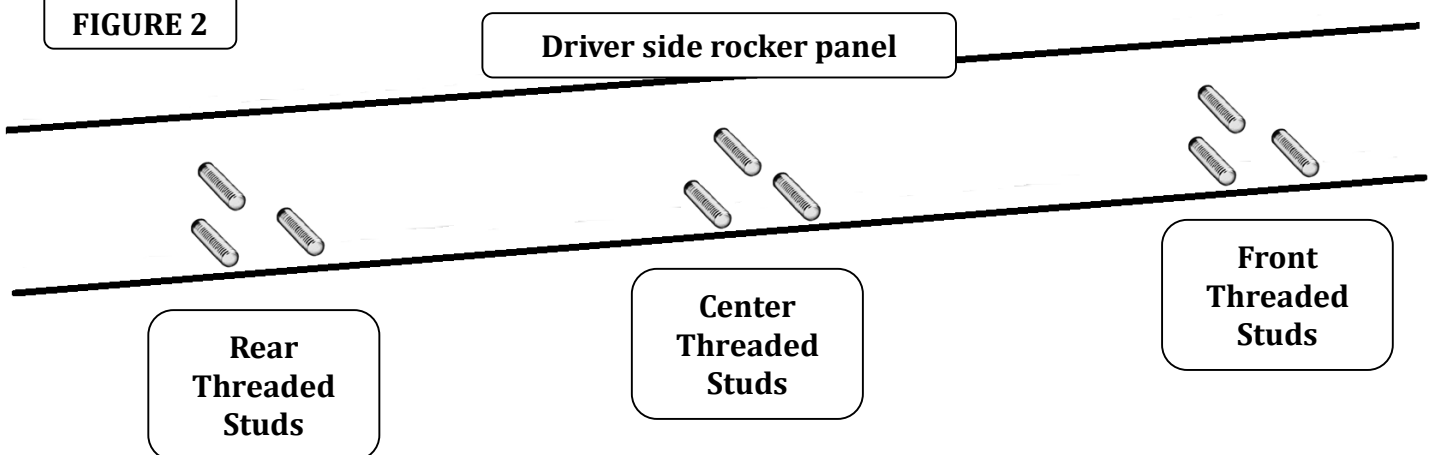 FIGURE 2
Driver side rocker panel
Front
Threaded
Studs
Center
Threaded
Studs
Rear
Threaded
Studs